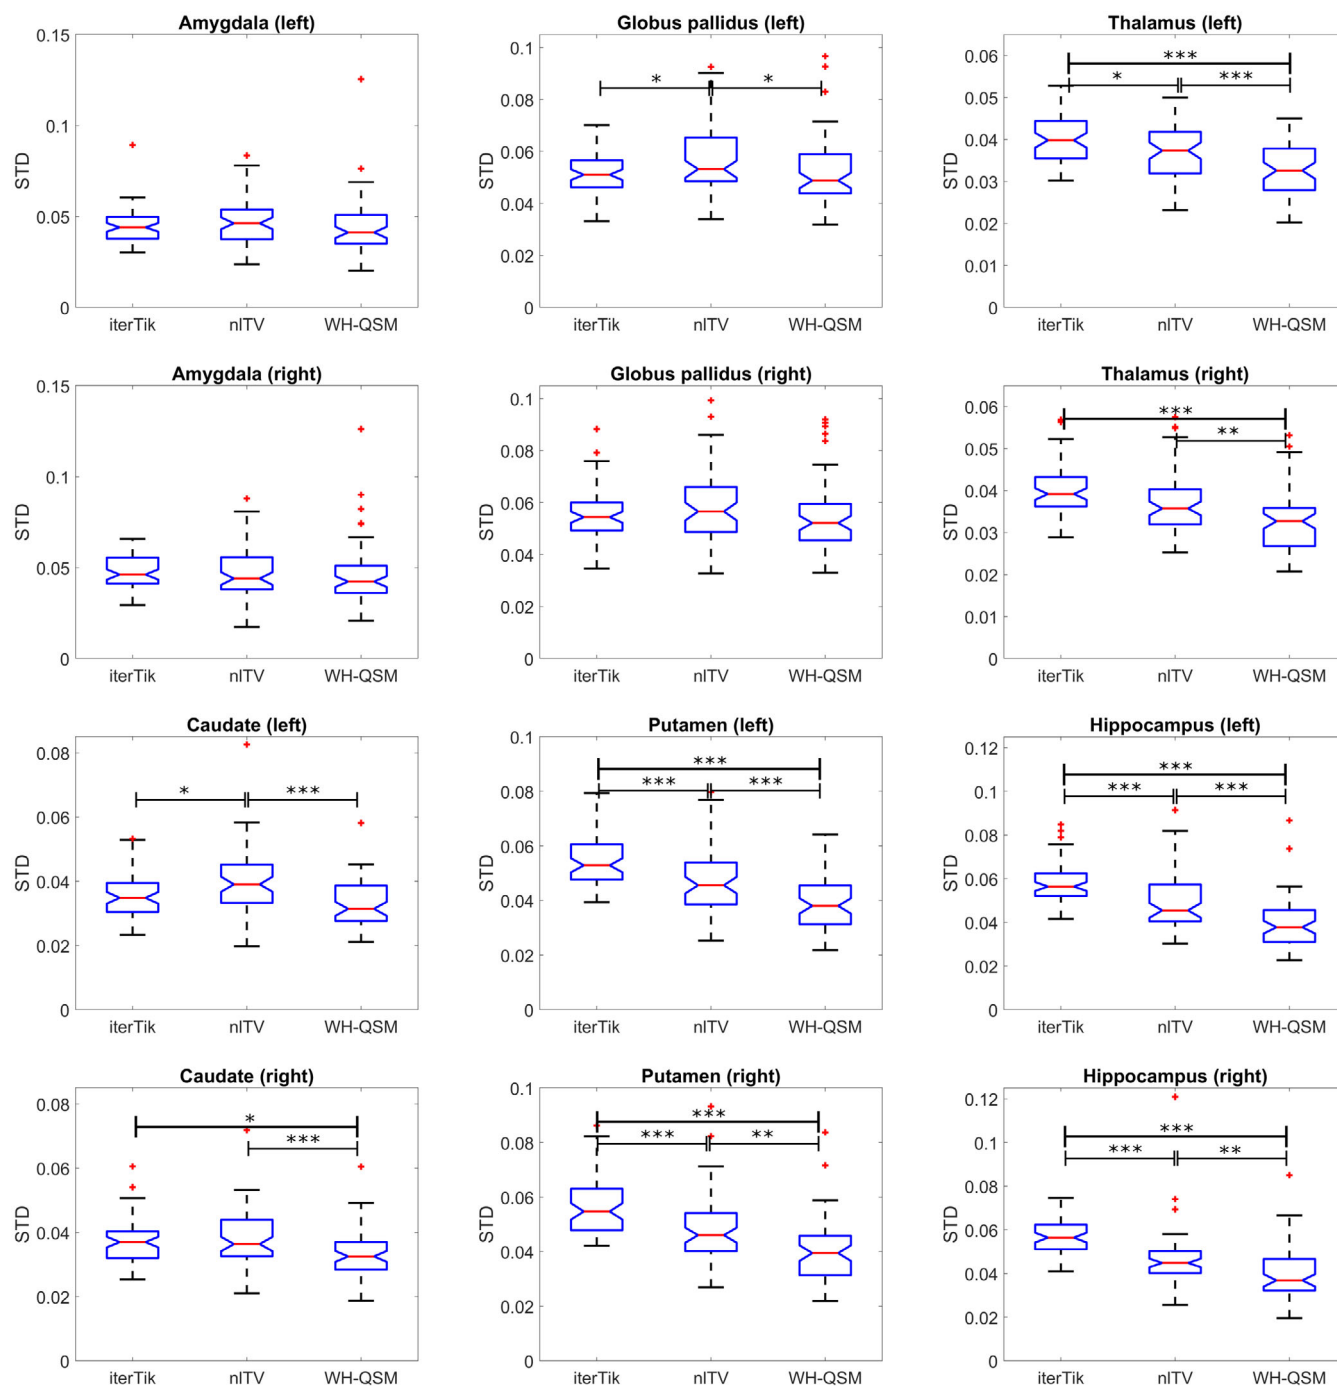 Amygdala (left)
0.15
0.1
0.05
0
STD
iterTik nlTV WH-QSM
Globus pallidus (left)
0.1
0.08
0.06
0.04
0.02
0
STD
* *
iterTik nlTV WH-QSM
Thalamus (left)
0.06
0.05
0.04
0.03
0.02
0.01
0
STD
***
* ***
iterTik nlTV WH-QSM
Amygdala (right)
0.15
0.1
0.05
0
STD
iterTik nlTV WH-QSM
Globus pallidus (right)
0.1
0.08
0.06
0.04
0.02
0
STD
iterTik nlTV WH-QSM
Thalamus (right)
0.06
0.05
0.04
0.03
0.02
0.01
0
STD
***
**
iterTik nlTV WH-QSM
Caudate (left)
0.08
0.06
0.04
0.02
0
STD
* ***
iterTik nlTV WH-QSM
Putamen (left)
0.1
0.08
0.06
0.04
0.02
0
STD
***
*** ***
iterTik nlTV WH-QSM
Hippocampus (left)
0.12
0.1
0.08
0.06
0.04
0.02
0
STD
***
*** ***
iterTik nlTV WH-QSM
Caudate (right)
0.08
0.06
0.04
0.02
0
STD
*
***
iterTik nlTV WH-QSM
Putamen (right)
0.1
0.08
0.06
0.04
0.02
0
STD
***
*** **
iterTik nlTV WH-QSM
Hippocampus (right)
0.12
0.1
0.08
0.06
0.04
0.02
0
STD
***
*** **
iterTik nlTV WH-QSM